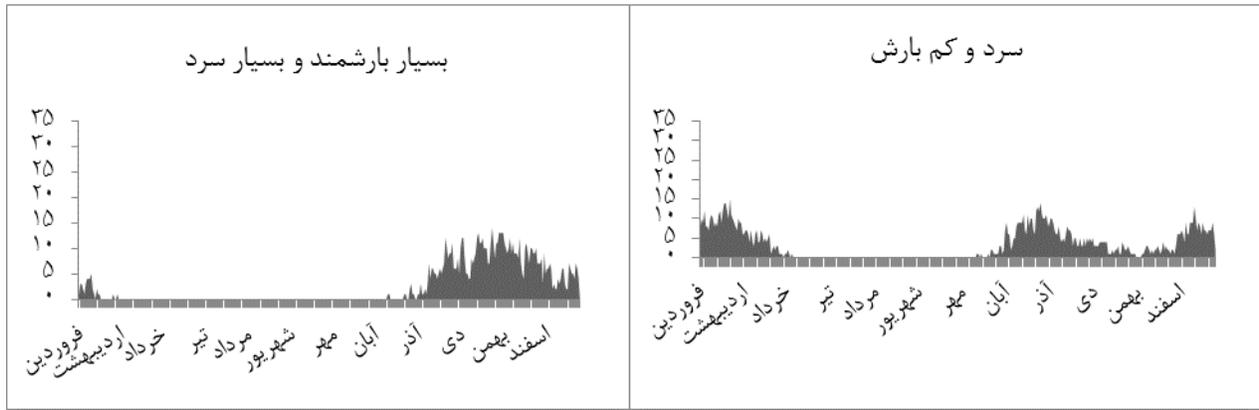 سرد و کم بارش
۳۵
۳۰
۲۵
۲۰
۱۵
۱۰
۵
۰
فروردین
اردیبهشت
خرداد
تیر
مرداد
شهریور
مهر
آبان
آذر
دی
بهمن
اسفند
بسیار بارشمند و بسیار سرد
۳۵
۳۰
۲۵
۲۰
۱۵
۱۰
۵
۰
فروردین
اردیبهشت
خرداد
تیر
مرداد
شهریور
مهر
آبان
آذر
دی
بهمن
اسفند